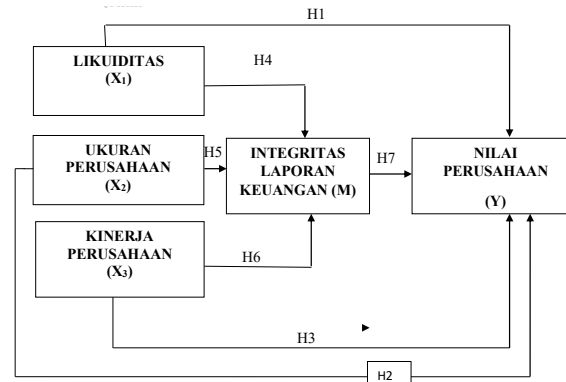 H1
LIKUIDITAS
(X₁)
H4
UKURAN
PERUSAHAAN
(X₂)
H5
INTEGRITAS
LAPORAN
KEUANGAN (M)
H7
NILAI
PERUSAHAAN
(Y)
KINERJA
PERUSAHAAN
(X₃)
H6
H3
H2